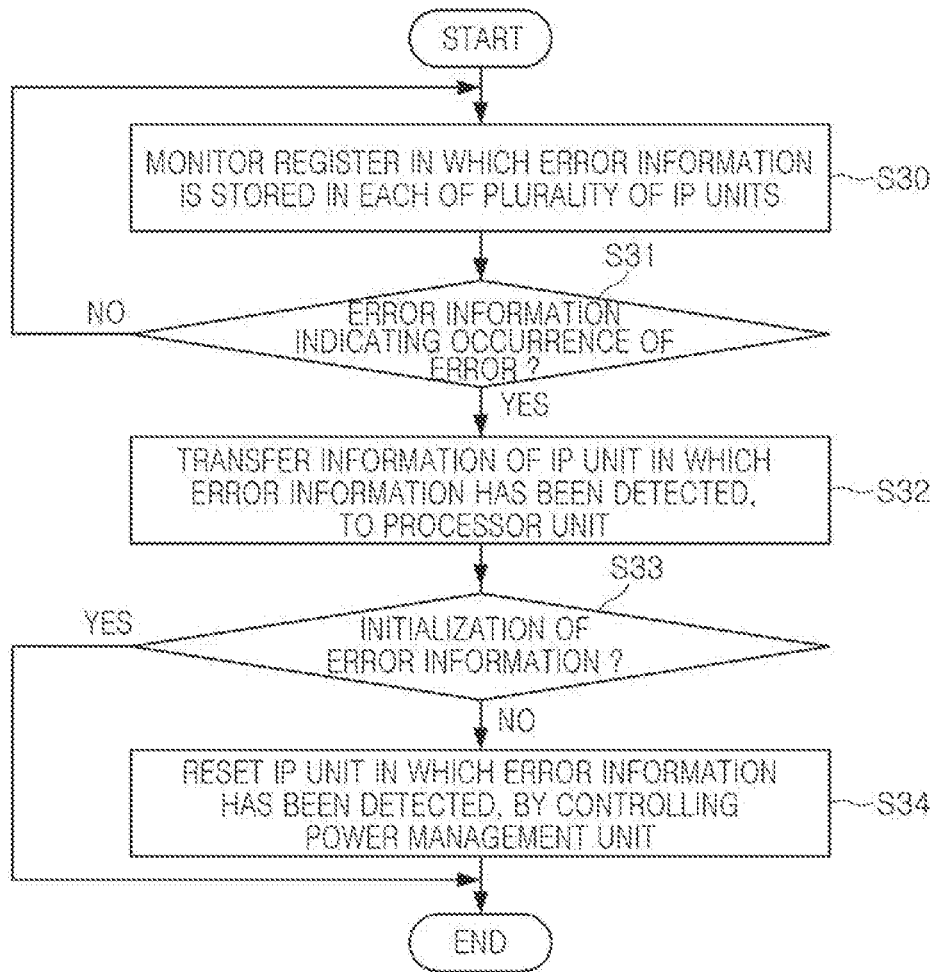 START
MONITOR REGISTER IN WHICH ERROR INFORMATION
IS STORED IN EACH OF PLURALITY OF IP UNITS
S30
S31
NO
ERROR INFORMATION
INDICATING OCCURRENCE OF
ERROR ?
YES
TRANSFER INFORMATION OF IP UNIT IN WHICH
ERROR INFORMATION HAS BEEN DETECTED,
TO PROCESSOR UNIT
S32
S33
YES
INITIALIZATION OF
ERROR INFORMATION ?
NO
RESET IP UNIT IN WHICH ERROR INFORMATION
HAS BEEN DETECTED, BY CONTROLLING
POWER MANAGEMENT UNIT
S34
END